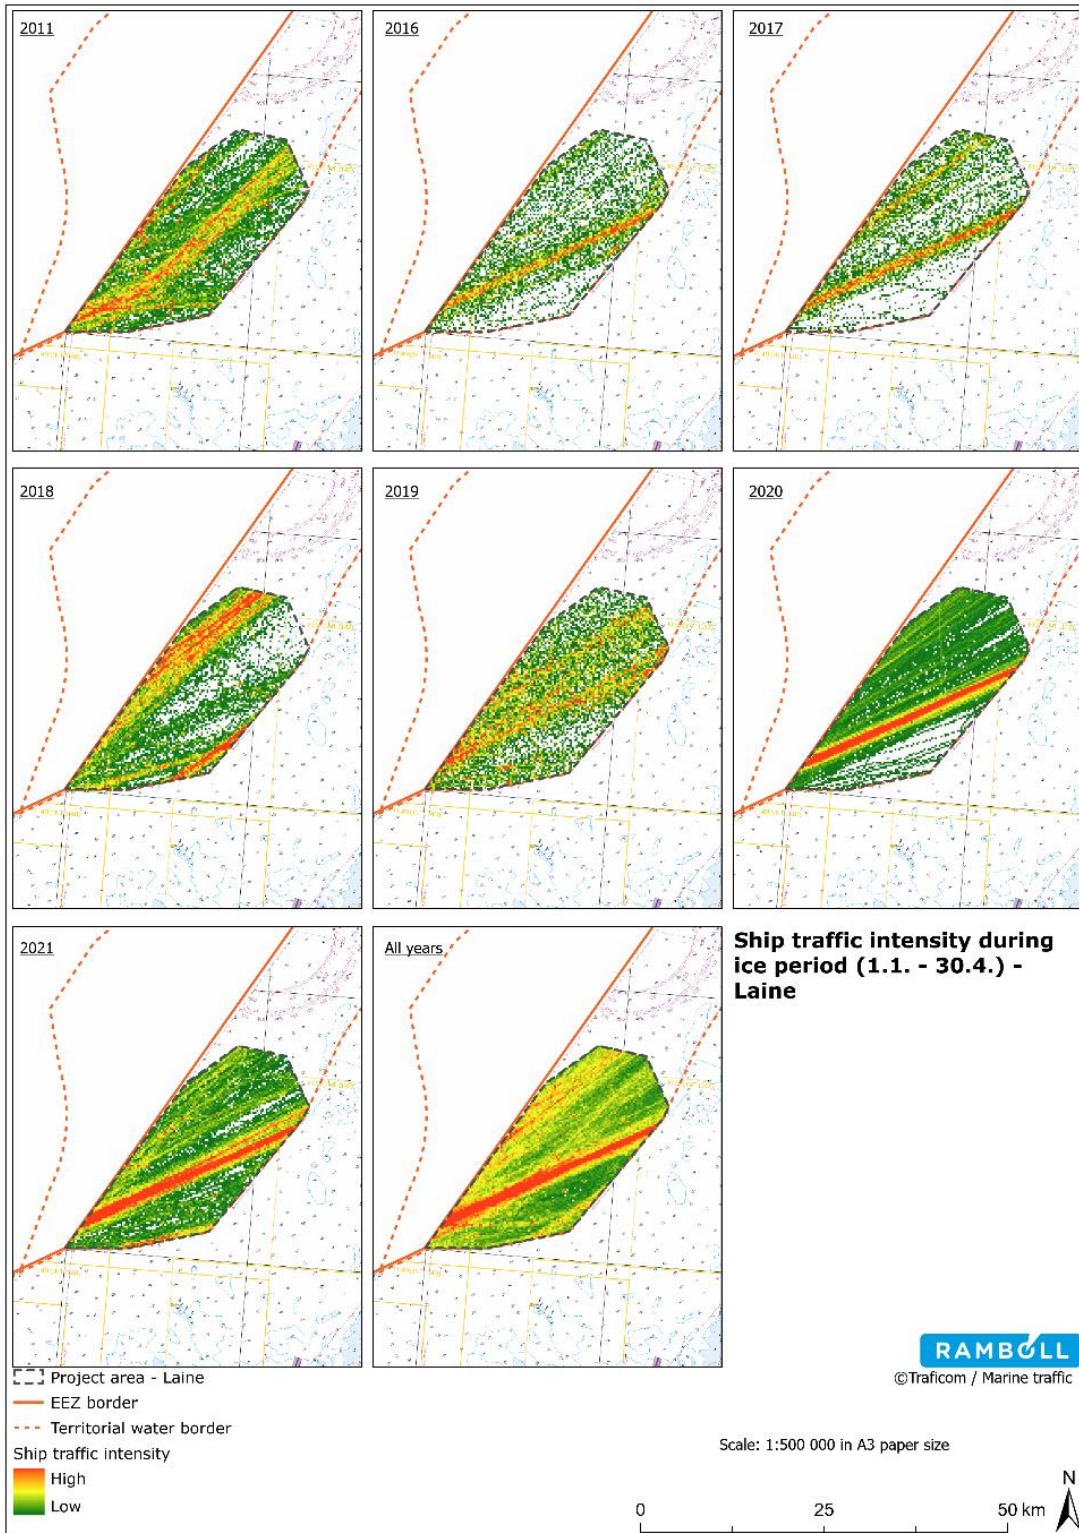 2011
2016
2017
2018
2019
2020
2021
All years
Ship traffic intensity during
ice period (1.1. - 30.4.) -
Laine
RAMBOLL
©Traficom / Marine traffic
Project area - Laine
EEZ border
Territorial water border
Ship traffic intensity
High
Low
Scale: 1:500 000 in A3 paper size
N
0 25 50 km